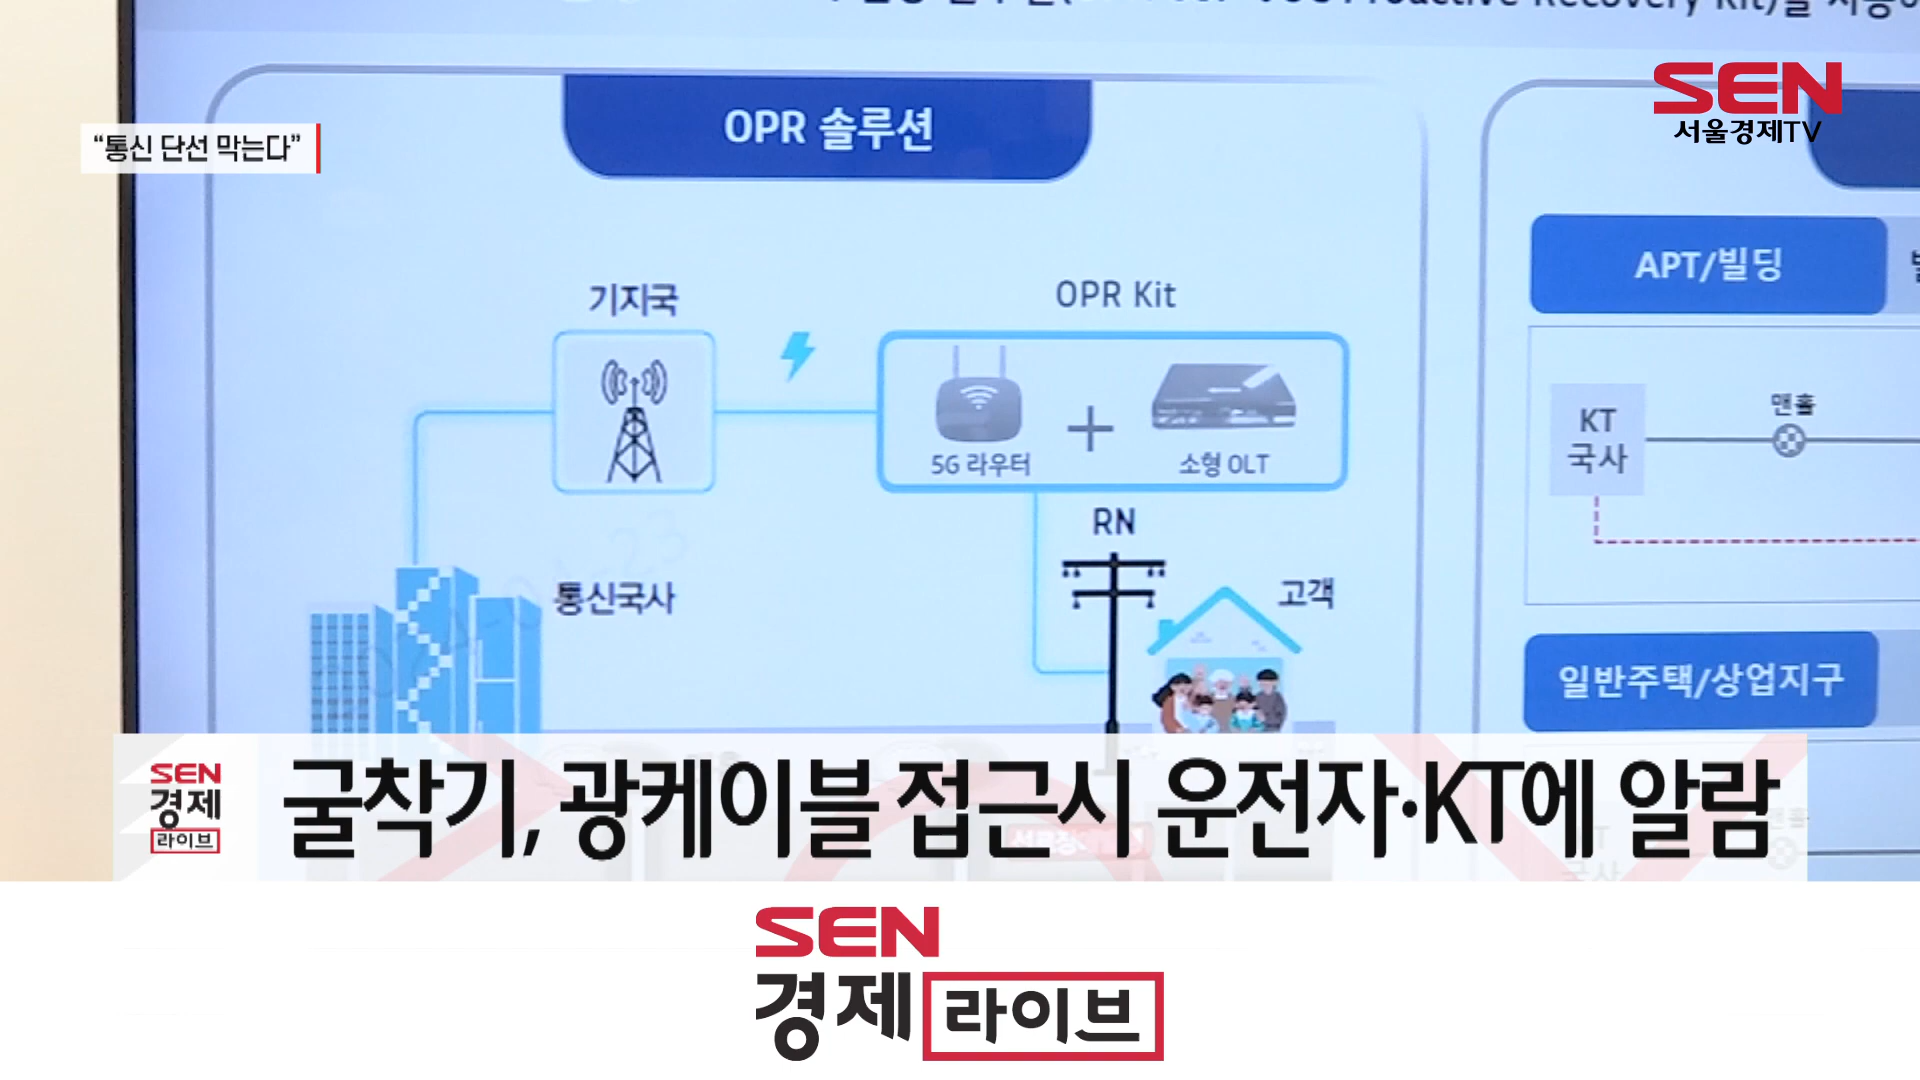 Proactive Recovery Kit)를
SEN
서울경제TV
“통신 단선 막는다”
OPR 솔루션
APT/빌딩
기지국
OPR Kit
5G 라우터
+
소형 OLT
KT
국사
맨홀
RN
통신국사
고객
일반주택/상업지구
SEN
경제
라이브
굴착기, 광케이블 접근시 운전자·KT에 알람
SEN
경제 라이브